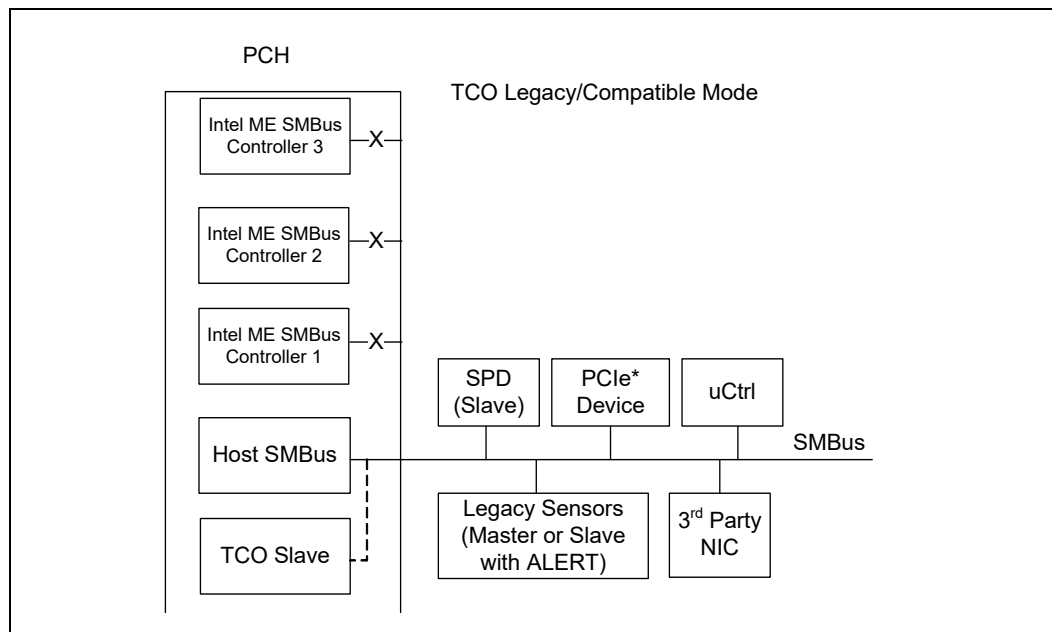 PCH
TCO Legacy/Compatible Mode
Intel ME SMBus
Controller 3
X
Intel ME SMBus
Controller 2
X
Intel ME SMBus
Controller 1
X
SPD
(Slave)
PCIe*
Device
uCtrl
Host SMBus
SMBus
TCO Slave
Legacy Sensors
(Master or Slave
with ALERT)
3rd Party
NIC